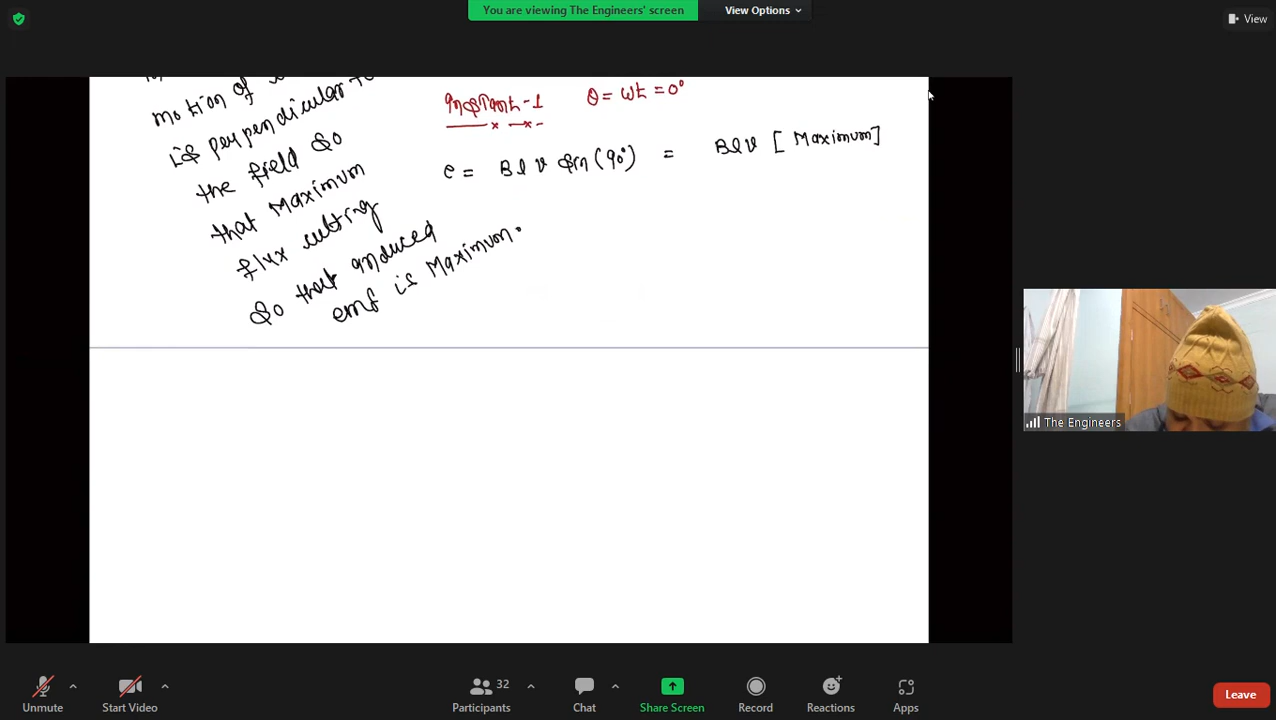 You are viewing The Engineers' screen
View Options
View
motion of
is perpendicular to
the field so
that Maximum
flux cutting
so that induced
emf is Maximum.
Instant-1 θ = ωt = 0°
e = Blv Sin(90°) = Blv [Maximum]
The Engineers
Unmute
Start Video
32
Participants
Chat
Share Screen
Record
Reactions
Apps
Leave